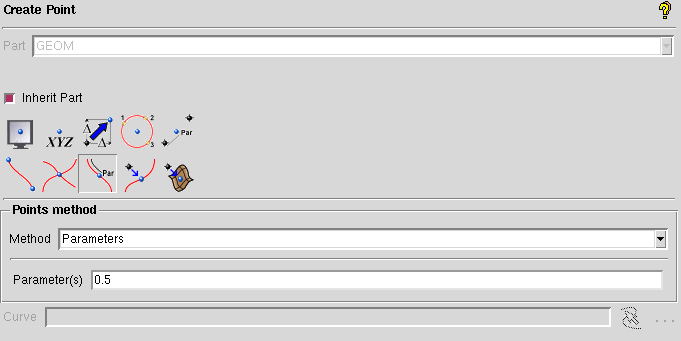 Create Point
Part GEOM
Inherit Part
XYZ Δ Δ 1 2 3 Par
Par
Points method
Method Parameters
Parameter(s) 0.5
Curve ...